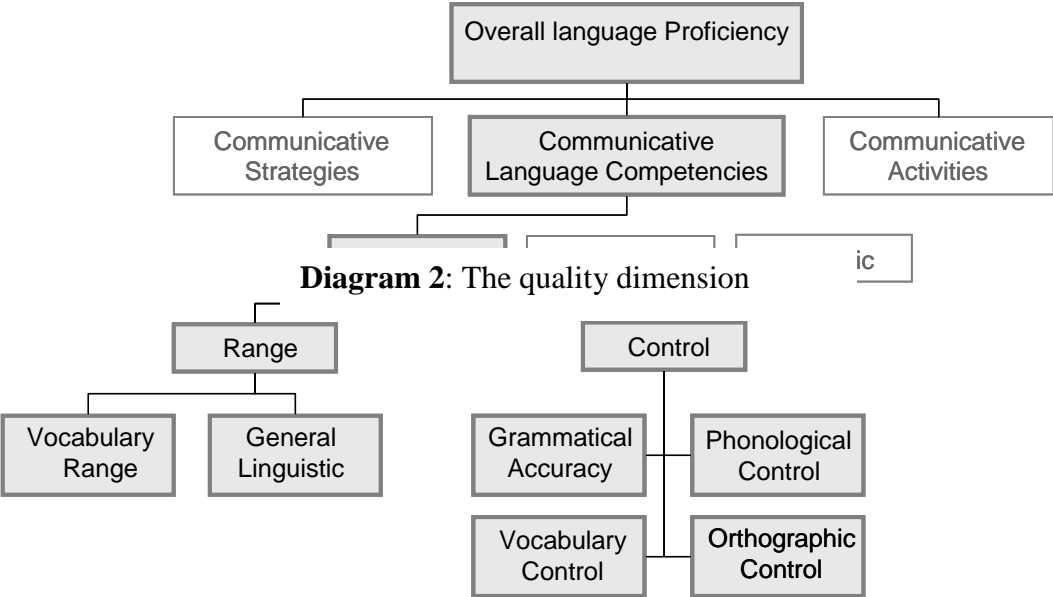 Overall language Proficiency
Communicative
Strategies
Communicative
Language Competencies
Communicative
Activities
ic
Diagram 2: The quality dimension
Range
Control
Vocabulary
Range
General
Linguistic
Grammatical
Accuracy
Phonological
Control
Vocabulary
Control
Orthographic
Control